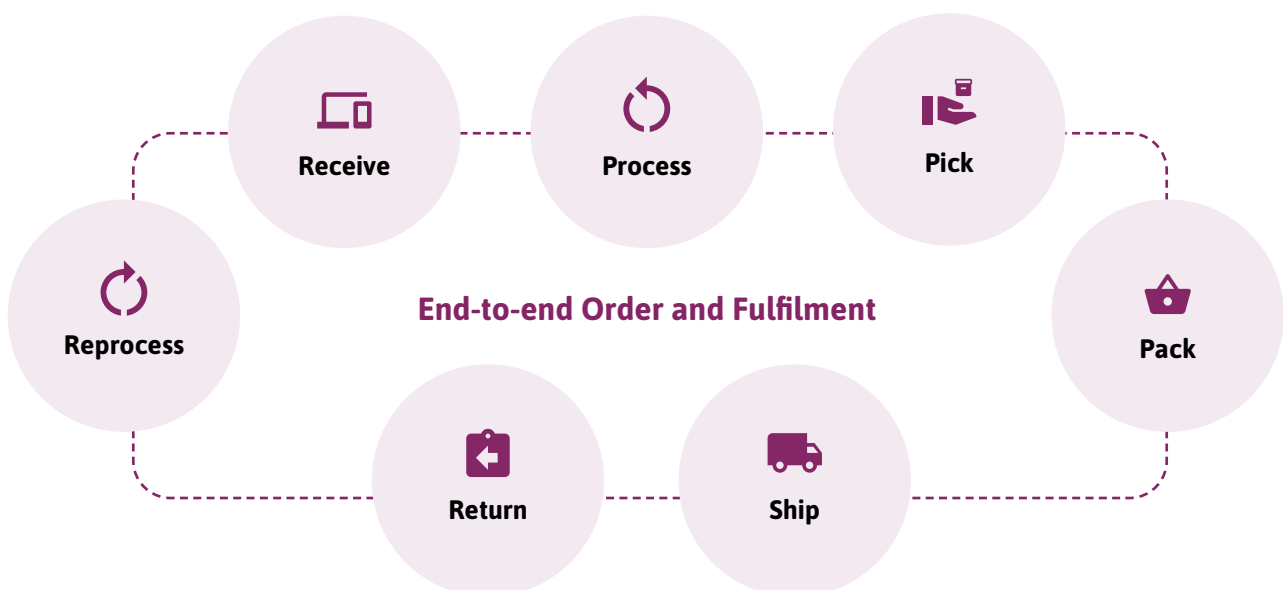 Receive
Process
Pick
Pack
Ship
Return
Reprocess
End-to-end Order and Fulfilment